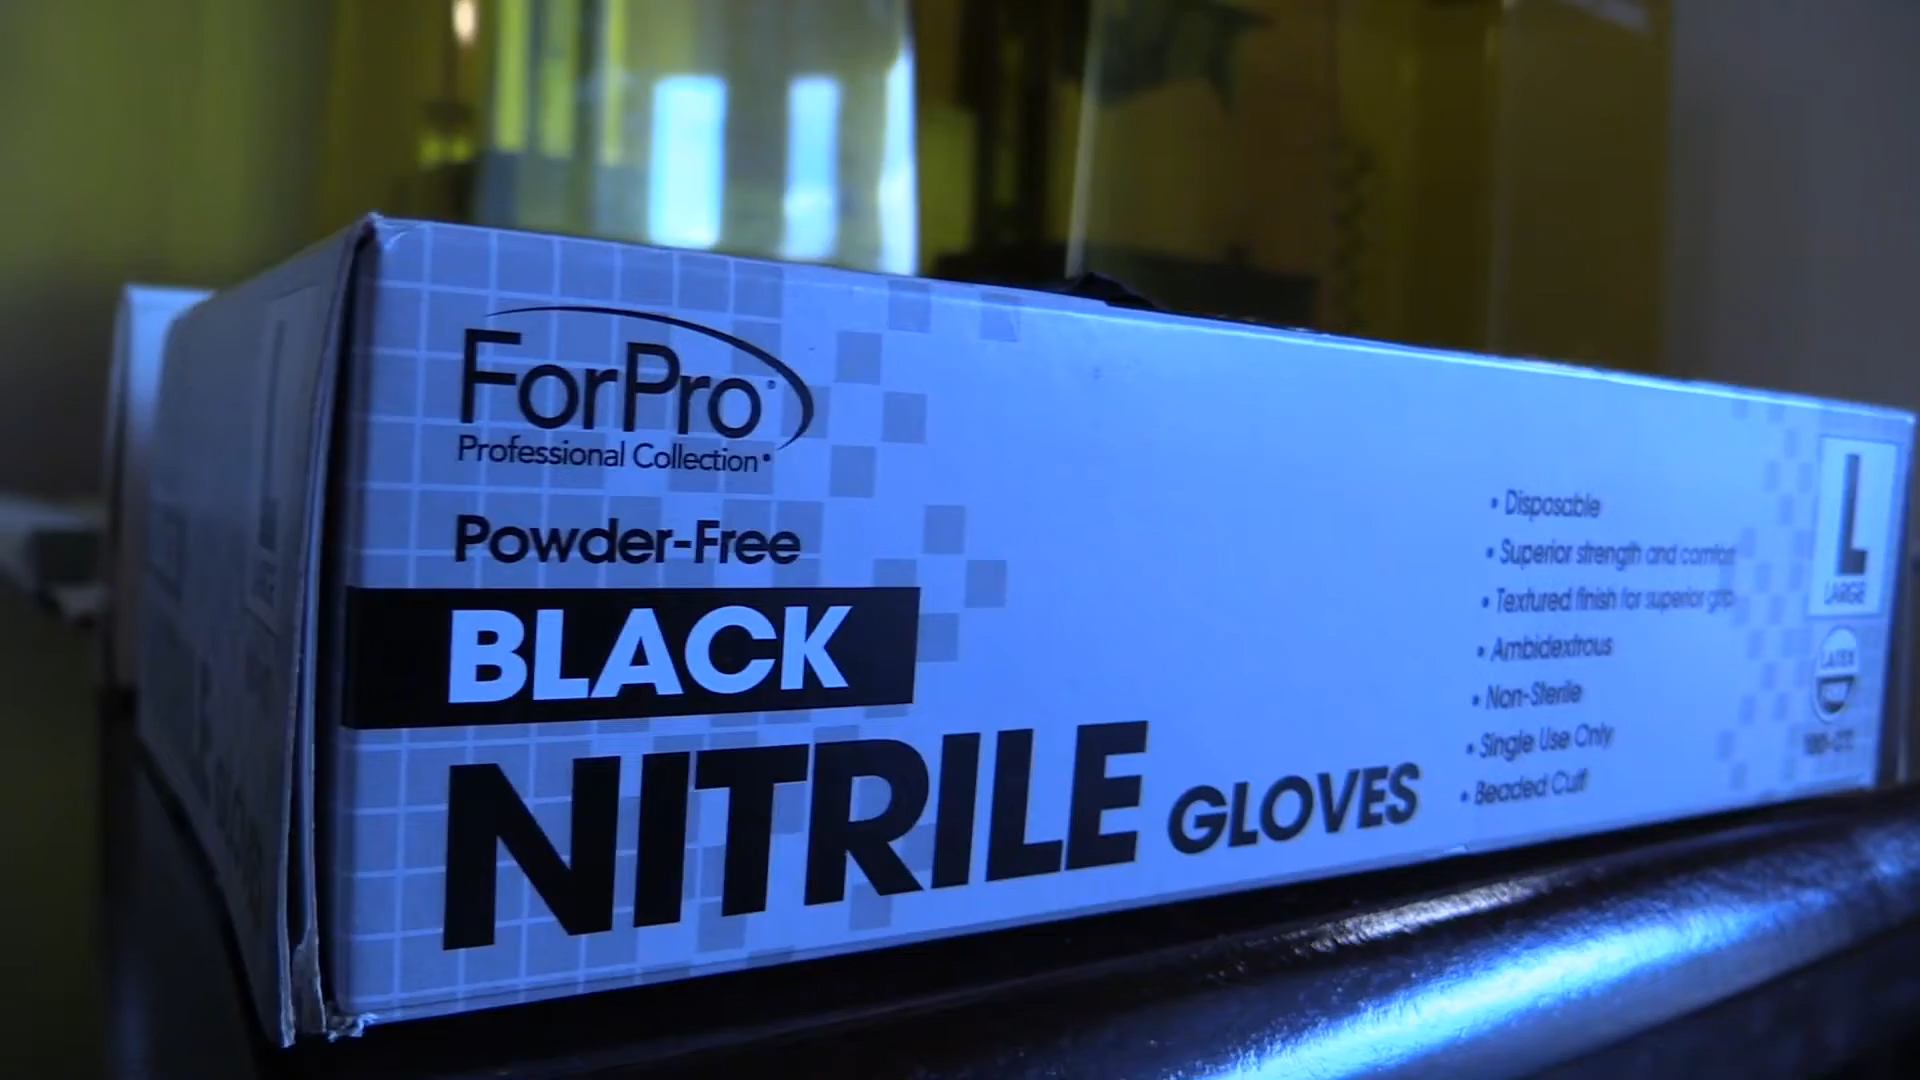 ForPro
Professional Collection
Powder-Free
BLACK
NITRILE GLOVES
• Disposable
• Superior strength and comfort
• Textured finish for superior grip
• Ambidextrous
• Non-Sterile
• Single Use Only
• Beaded Cuff
L
LARGE
LATEX